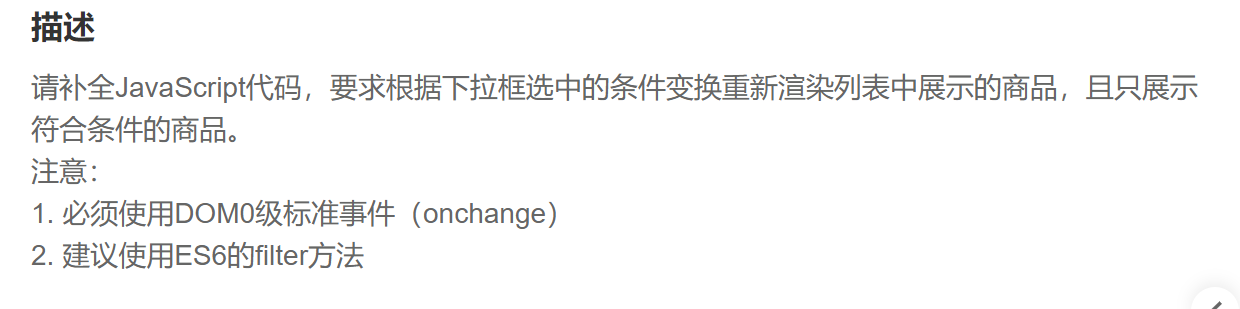 描述
请补全JavaScript代码，要求根据下拉框选中的条件变换重新渲染列表中展示的商品，且只展示
符合条件的商品。
注意：
1. 必须使用DOM0级标准事件（onchange）
2. 建议使用ES6的filter方法